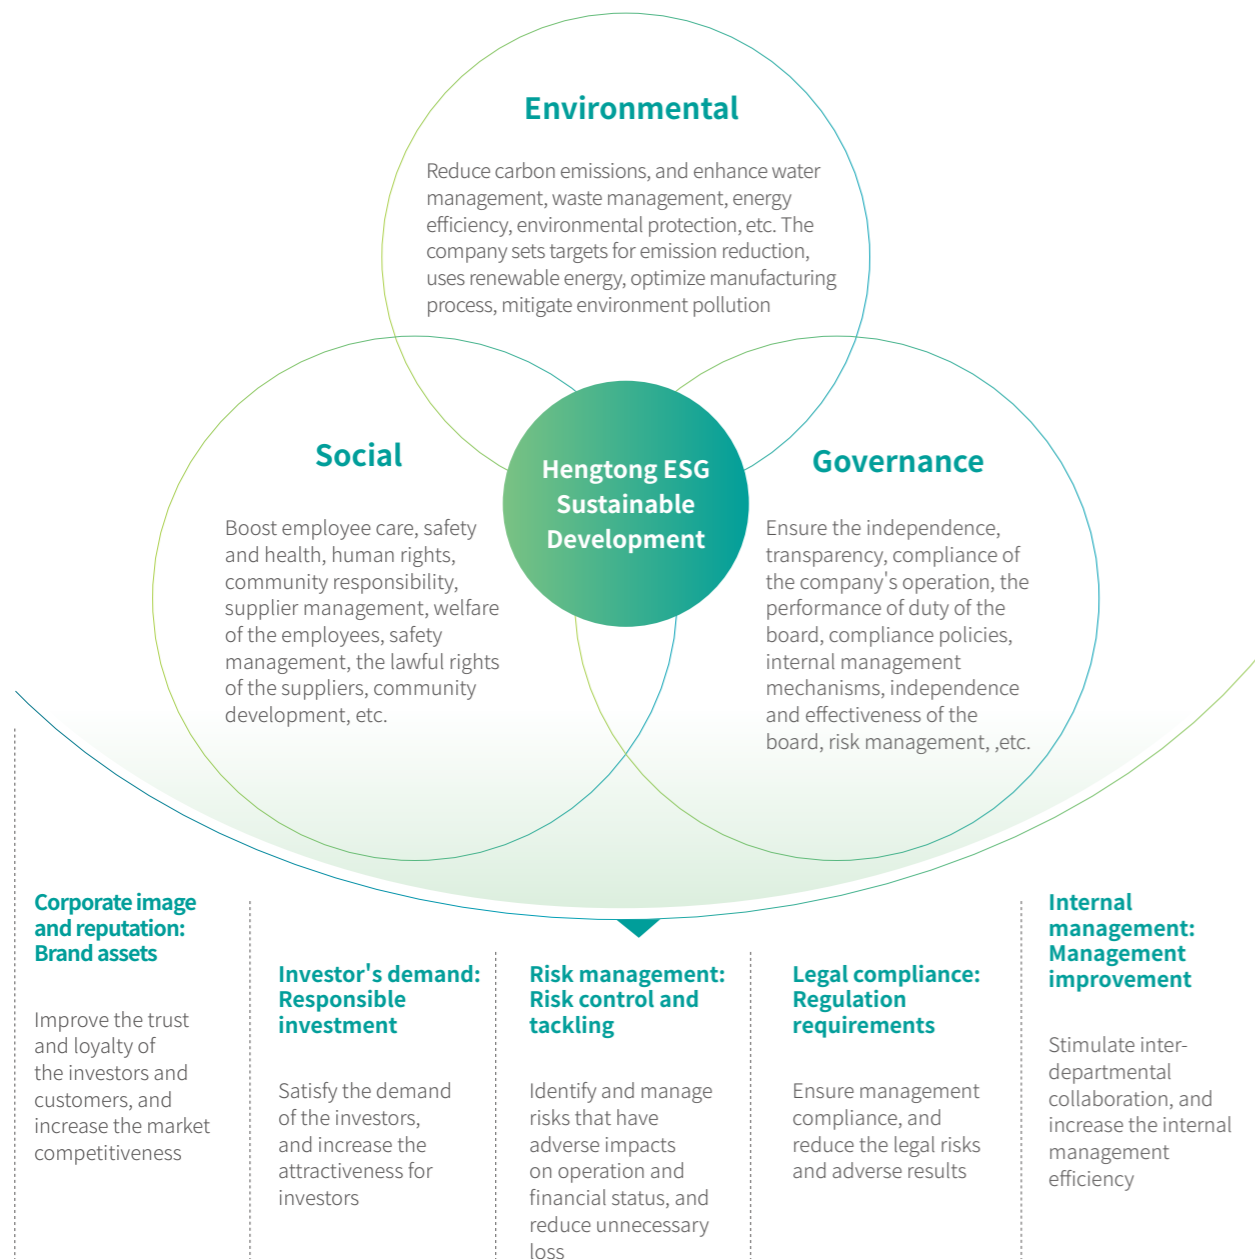 Environmental
Reduce carbon emissions, and enhance water
management, waste management, energy
efficiency, environmental protection, etc. The
company sets targets for emission reduction,
uses renewable energy, optimize manufacturing
process, mitigate environment pollution
Social
Boost employee care, safety
and health, human rights,
community responsibility,
supplier management, welfare
of the employees, safety
management, the lawful rights
of the suppliers, community
development, etc.
Hengtong ESG
Sustainable
Development
Governance
Ensure the independence,
transparency, compliance of
the company's operation, the
performance of duty of the
board, compliance policies,
internal management
mechanisms, independence
and effectiveness of the
board, risk management, ,etc.
Corporate image
and reputation:
Brand assets
Improve the trust
and loyalty of
the investors and
customers, and
increase the market
competitiveness
Investor's demand:
Responsible
investment
Satisfy the demand
of the investors,
and increase the
attractiveness for
investors
Risk management:
Risk control and
tackling
Identify and manage
risks that have
adverse impacts
on operation and
financial status, and
reduce unnecessary
loss
Legal compliance:
Regulation
requirements
Ensure management
compliance, and
reduce the legal risks
and adverse results
Internal
management:
Management
improvement
Stimulate inter-
departmental
collaboration, and
increase the internal
management
efficiency